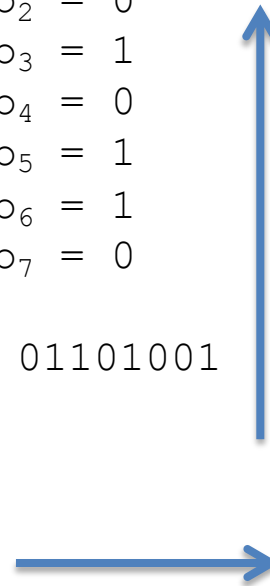 ₂ = 0
₃ = 1
₄ = 0
₅ = 1
₆ = 1
₇ = 0
01101001